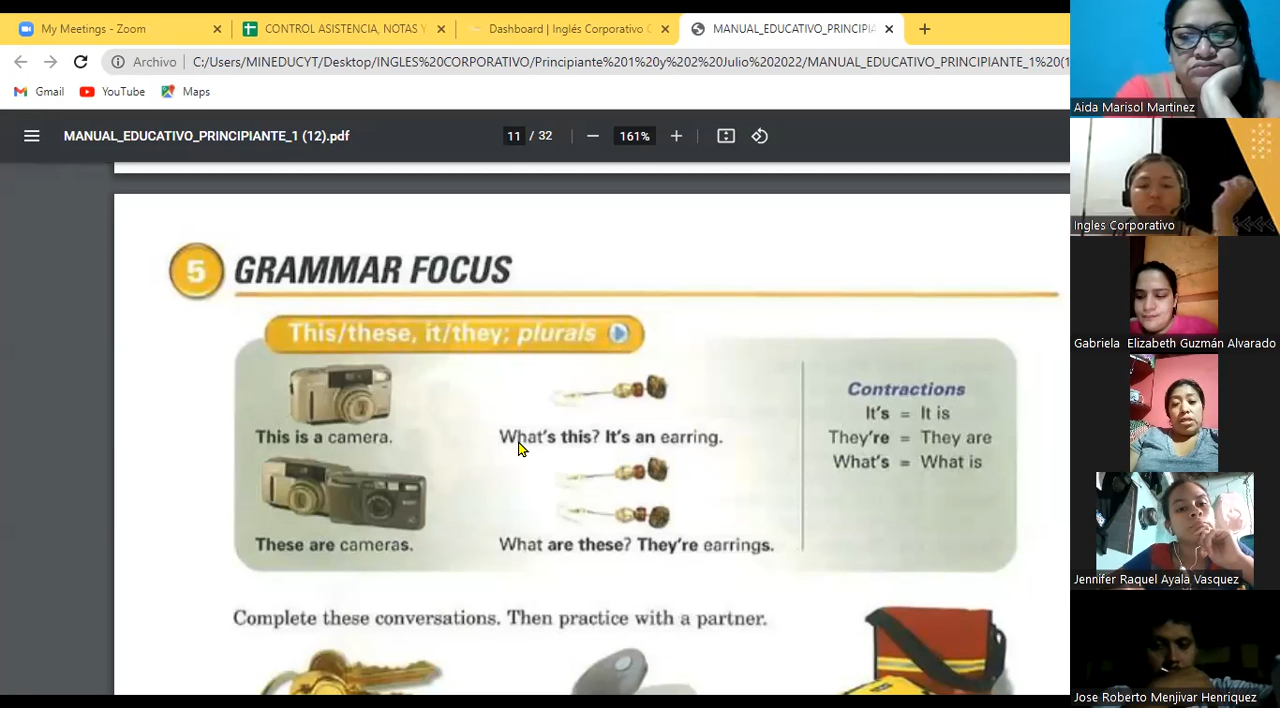 My Meetings - Zoom
CONTROL ASISTENCIA, NOTAS Y
Dashboard | Inglés Corporativo
MANUAL_EDUCATIVO_PRINCIPIA
Archivo
C:/Users/MINEDUCYT/Desktop/INGLES%20CORPORATIVO/Principiante%201%20y%202%20Julio%202022/MANUAL_EDUCATIVO_PRINCIPIANTE_1%20(1
Gmail
YouTube
Maps
MANUAL_EDUCATIVO_PRINCIPIANTE_1 (12).pdf
11 / 32
161%
5 GRAMMAR FOCUS
This/these, it/they; plurals
This is a camera.
What's this? It's an earring.
These are cameras.
What are these? They're earrings.
Contractions
It's = It is
They're = They are
What's = What is
Complete these conversations. Then practice with a partner.
Aida Marisol Martinez
Ingles Corporativo
Gabriela Elizabeth Guzmán Alvarado
Jennifer Raquel Ayala Vasquez
Jose Roberto Menjivar Henriquez